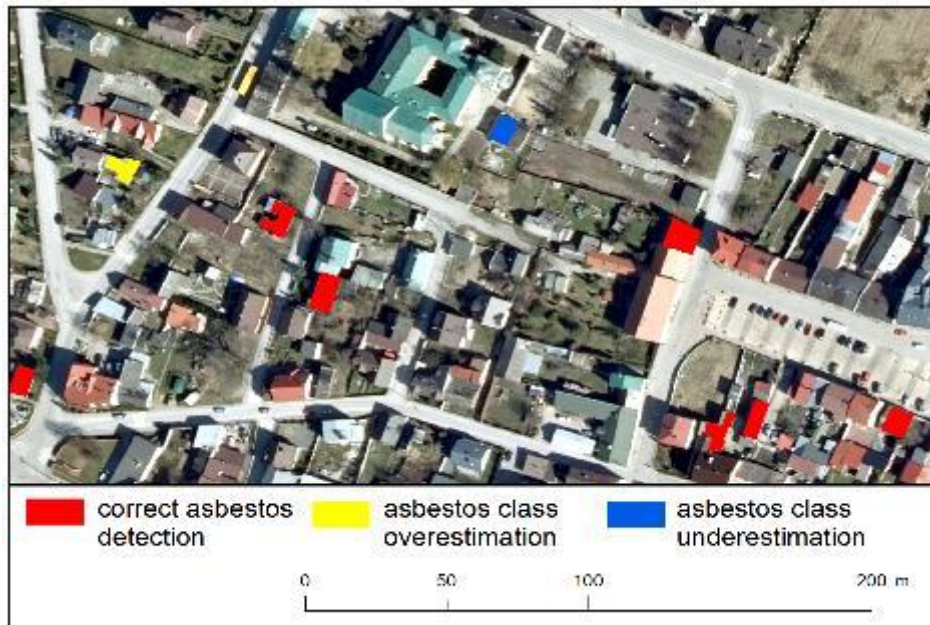 correct asbestos
detection
asbestos class
overestimation
asbestos class
underestimation
0 50 100 200 m